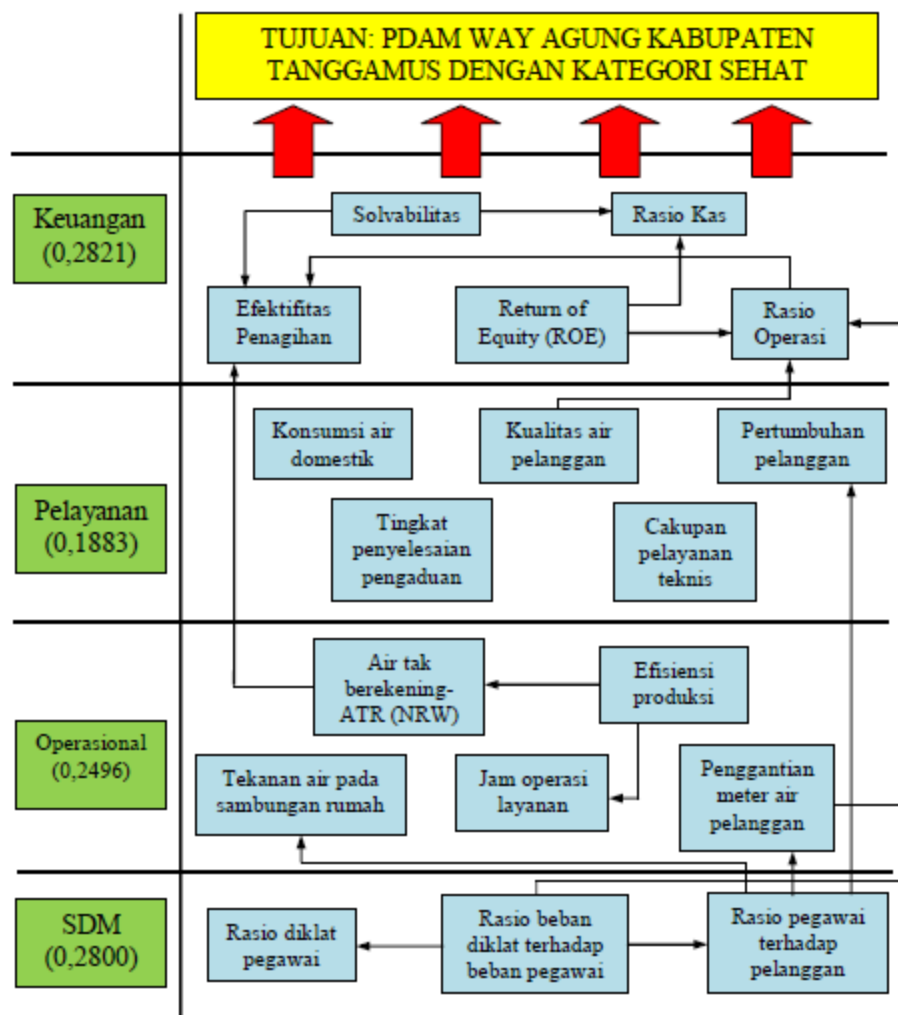 TUJUAN: PDAM WAY AGUNG KABUPATEN
TANGGAMUS DENGAN KATEGORI SEHAT
Keuangan
(0,2821)
Solvabilitas
Rasio Kas
Efektifitas
Penagihan
Return of
Equity (ROE)
Rasio
Operasi
Pelayanan
(0,1883)
Konsumsi air
domestik
Kualitas air
pelanggan
Pertumbuhan
pelanggan
Tingkat
penyelesaian
pengaduan
Cakupan
pelayanan
teknis
Operasional
(0,2496)
Air tak
berekening-
ATR (NRW)
Efisiensi
produksi
Tekanan air pada
sambungan rumah
Jam operasi
layanan
Penggantian
meter air
pelanggan
SDM
(0,2800)
Rasio diklat
pegawai
Rasio beban
diklat terhadap
beban pegawai
Rasio pegawai
terhadap
pelanggan